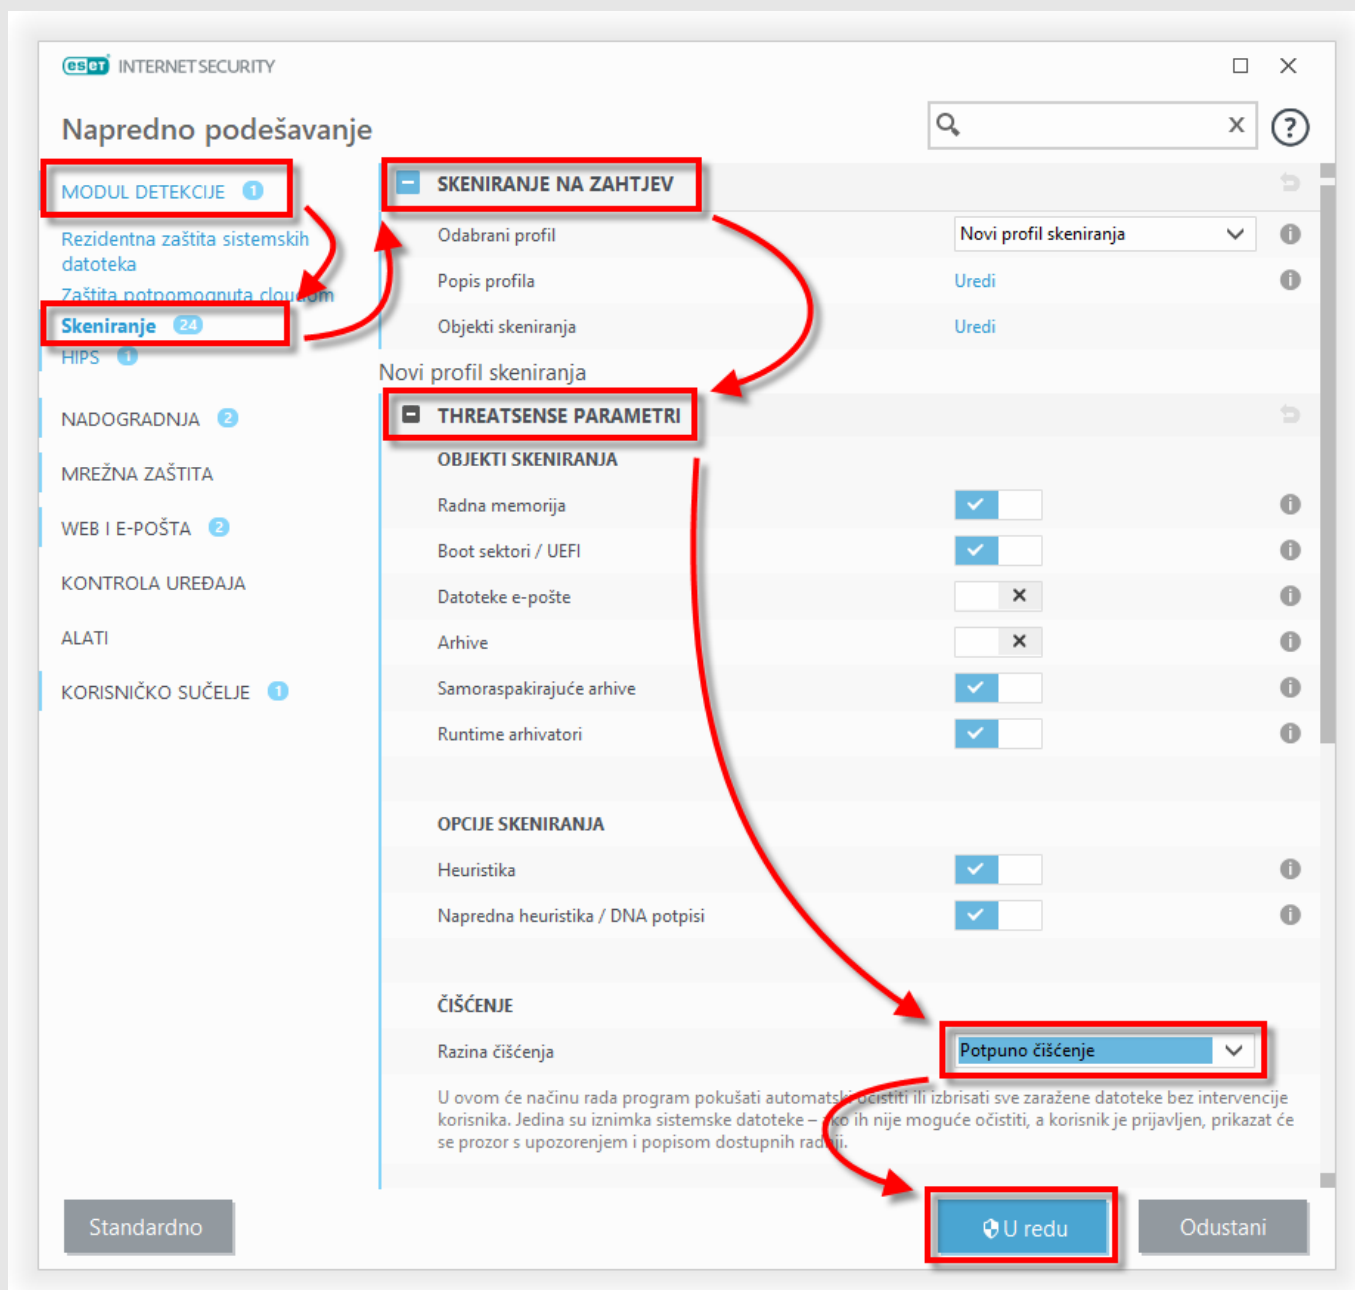 eset INTERNET SECURITY
Napredno podešavanje
MODUL DETEKCIJE 1
Rezidentna zaštita sistemskih
datoteka
Zaštita potpomognuta cloudom
Skeniranje 24
HIPS 1
NADOGRADNJA 2
MREŽNA ZAŠTITA
WEB I E-POŠTA 2
KONTROLA UREĐAJA
ALATI
KORISNIČKO SUČELJE 1
SKENIRANJE NA ZAHTJEV
Odabrani profil Novi profil skeniranja
Popis profila Uredi
Objekti skeniranja Uredi
Novi profil skeniranja
THREATSENSE PARAMETRI
OBJEKTI SKENIRANJA
Radna memorija
Boot sektori / UEFI
Datoteke e-pošte
Arhive
Samoraspakirajuće arhive
Runtime arhivatori
OPCIJE SKENIRANJA
Heuristika
Napredna heuristika / DNA potpisi
ČIŠĆENJE
Razina čišćenja Potpuno čišćenje
U ovom će načinu rada program pokušati automatski očistiti ili izbrisati sve zaražene datoteke bez intervencije
korisnika. Jedina su iznimka sistemske datoteke – ako ih nije moguće očistiti, a korisnik je prijavljen, prikazat će
se prozor s upozorenjem i popisom dostupnih radnji.
Standardno
U redu
Odustani